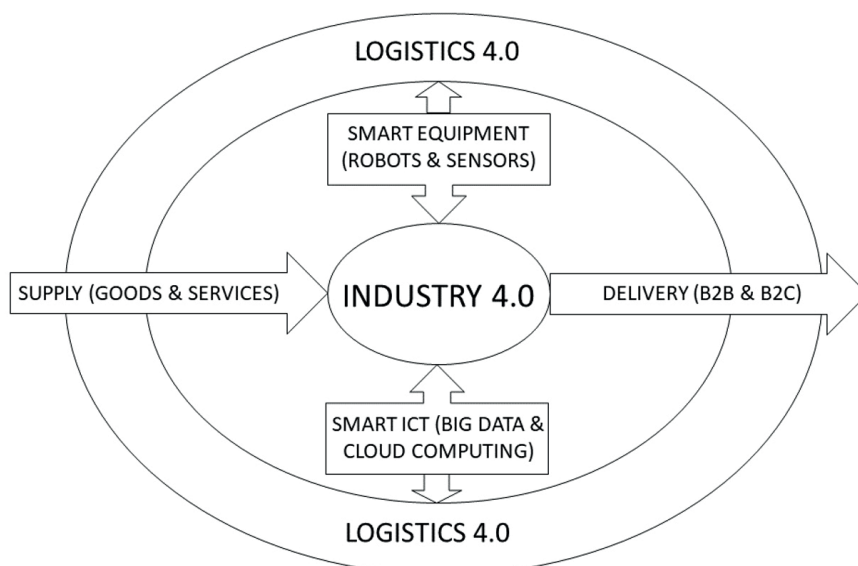 LOGISTICS 4.0
SMART EQUIPMENT
(ROBOTS & SENSORS)
SUPPLY (GOODS & SERVICES)
INDUSTRY 4.0
DELIVERY (B2B & B2C)
SMART ICT (BIG DATA &
CLOUD COMPUTING)
LOGISTICS 4.0